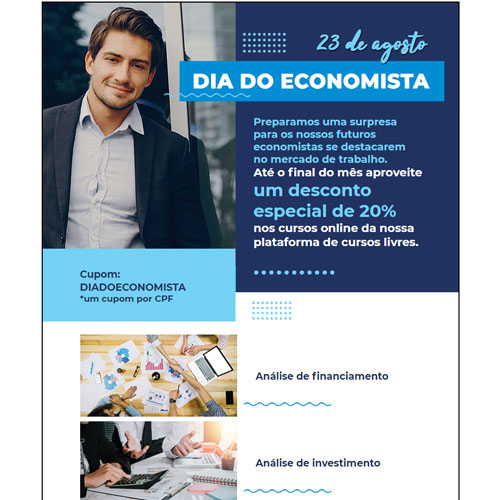 23 de agosto
DIA DO ECONOMISTA
Preparamos uma surpresa
para os nossos futuros
economistas se destacarem
no mercado de trabalho.
Até o final do mês aproveite
um desconto
especial de 20%
nos cursos online da nossa
plataforma de cursos livres.
Cupom:
DIADOECONOMISTA
*um cupom por CPF
Análise de financiamento
Análise de investimento